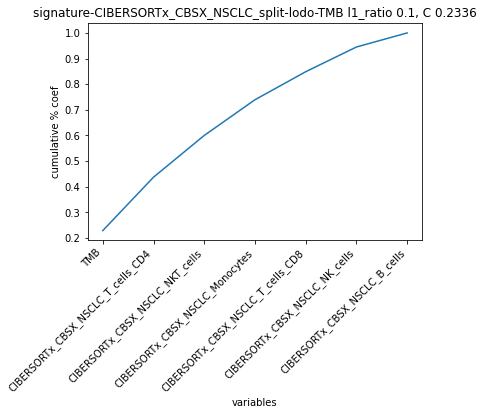 signature-CIBERSORTx_CBSX_NSCLC_split-lodo-TMB l1_ratio 0.1, C 0.2336
cumulative % coef
1.0
0.9
0.8
0.7
0.6
0.5
0.4
0.3
0.2
TMB
CIBERSORTx_CBSX_NSCLC_T_cells_CD4
CIBERSORTx_CBSX_NSCLC_NKT_cells
CIBERSORTx_CBSX_NSCLC_Monocytes
CIBERSORTx_CBSX_NSCLC_T_cells_CD8
CIBERSORTx_CBSX_NSCLC_NK_cells
CIBERSORTx_CBSX_NSCLC_B_cells
variables